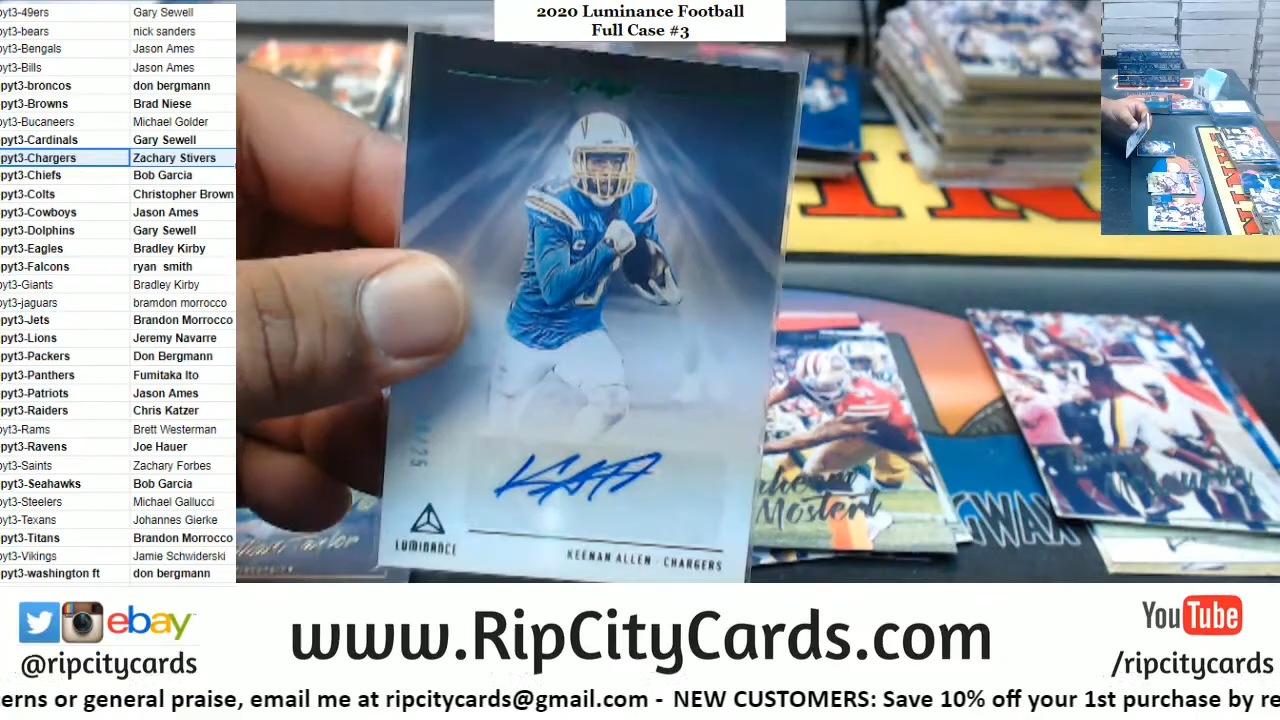 2020 Luminance Football
Full Case #3
pyt3-49ers Gary Sewell
pyt3-bears nick sanders
pyt3-Bengals Jason Ames
pyt3-Bills Jason Ames
pyt3-broncos don bergmann
pyt3-Browns Brad Niese
pyt3-Bucaneers Michael Golder
pyt3-Cardinals Gary Sewell
pyt3-Chargers Zachary Stivers
pyt3-Chiefs Bob Garcia
pyt3-Colts Christopher Brown
pyt3-Cowboys Jason Ames
pyt3-Dolphins Gary Sewell
pyt3-Eagles Bradley Kirby
pyt3-Falcons ryan smith
pyt3-Giants Bradley Kirby
pyt3-jaguars bramdon morrocco
pyt3-Jets Brandon Morrocco
pyt3-Lions Jeremy Navarre
pyt3-Packers Don Bergmann
pyt3-Panthers Fumitaka Ito
pyt3-Patriots Jason Ames
pyt3-Raiders Chris Katzer
pyt3-Rams Brett Westerman
pyt3-Ravens Joe Hauer
pyt3-Saints Zachary Forbes
pyt3-Seahawks Bob Garcia
pyt3-Steelers Michael Gallucci
pyt3-Texans Johannes Gierke
pyt3-Titans Brandon Morrocco
pyt3-Vikings Jamie Schwiderski
pyt3-washington ft don bergmann
LUMINANCE
KEENAN ALLEN - CHARGERS
Mostert
GWAX
Taylor
ebay
@ripcitycards
www.RipCityCards.com
YouTube
/ripcitycards
erns or general praise, email me at ripcitycards@gmail.com - NEW CUSTOMERS: Save 10% off your 1st purchase by re